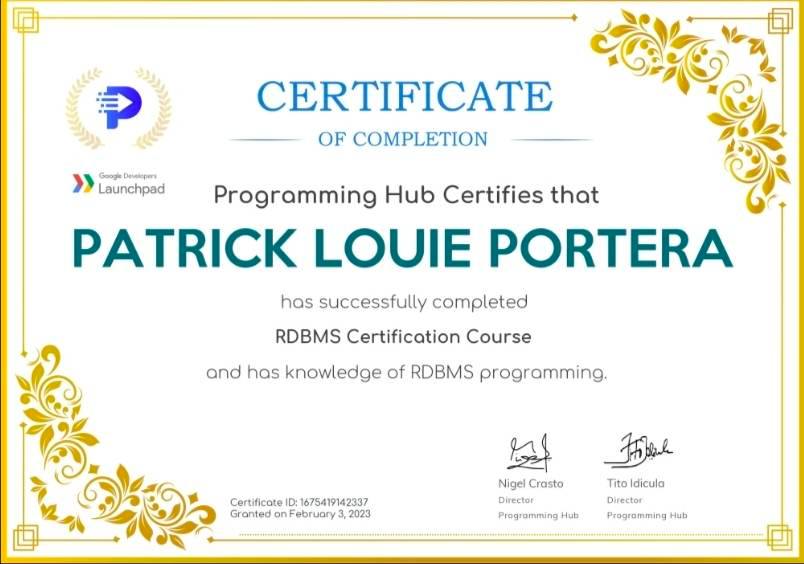 CERTIFICATE
OF COMPLETION
Google Developers
Launchpad
Programming Hub Certifies that
PATRICK LOUIE PORTERA
has successfully completed
RDBMS Certification Course
and has knowledge of RDBMS programming.
Nigel Crasto
Director
Programming Hub
Tito Idicula
Director
Programming Hub
Certificate ID: 1675419142337
Granted on February 3, 2023